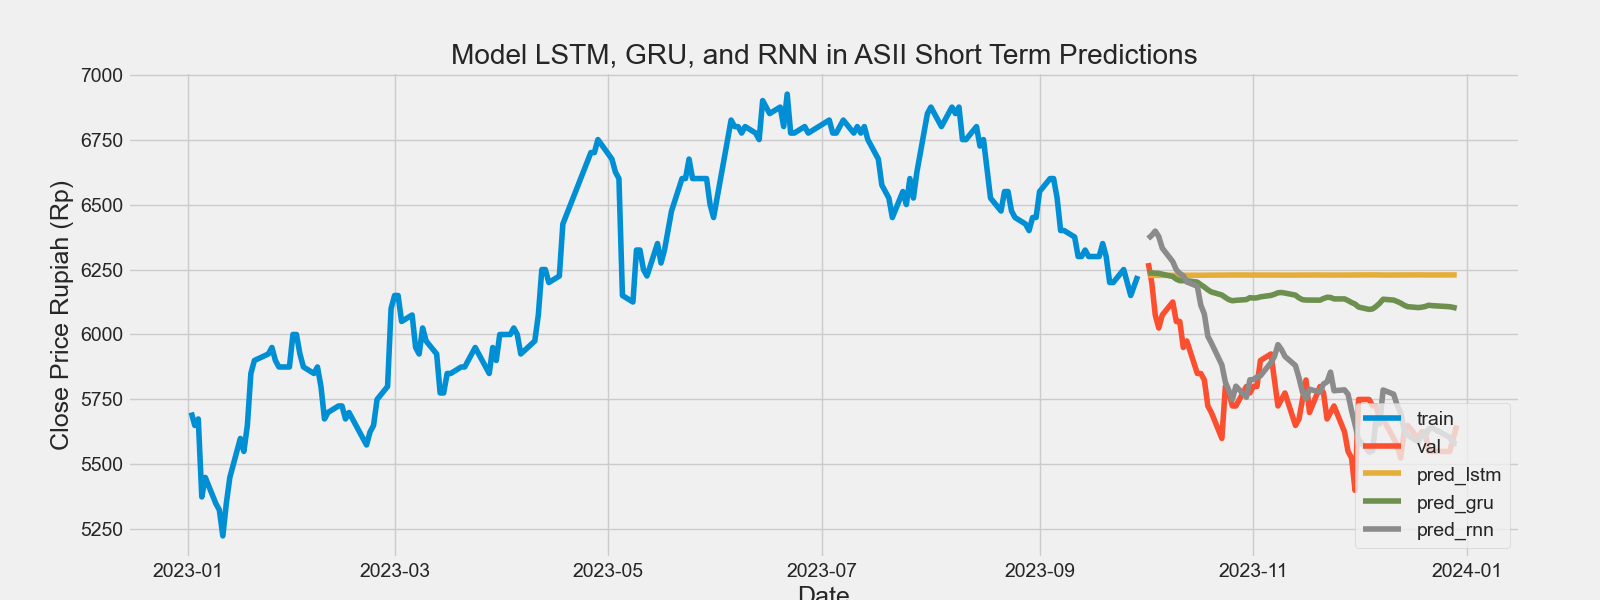 Model LSTM, GRU, and RNN in ASII Short Term Predictions
Close Price Rupiah (Rp)
7000
6750
6500
6250
6000
5750
5500
5250
train
val
pred_lstm
pred_gru
pred_rnn
2023-01
2023-03
2023-05
2023-07
2023-09
2023-11
2024-01
Date